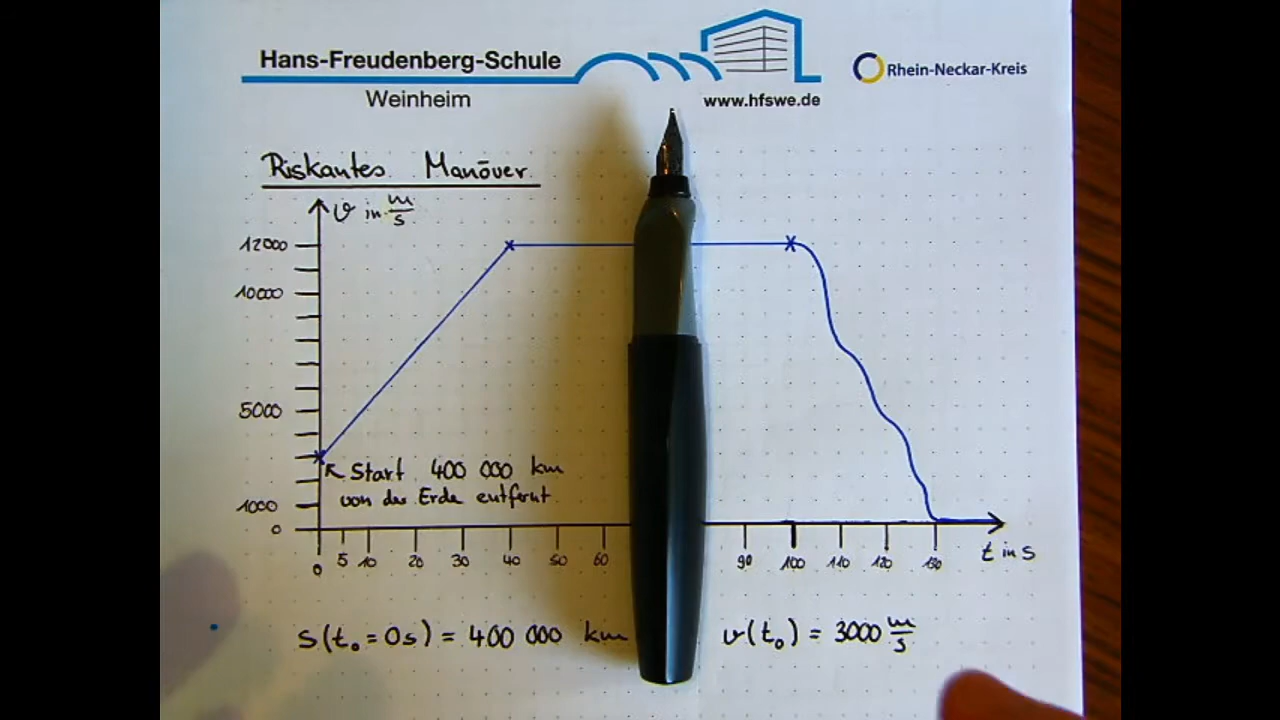 Hans-Freudenberg-Schule
Weinheim
www.hfswe.de
Rhein-Neckar-Kreis
Riskantes Manöver
v in m/s
12000
10000
5000
1000
0
Start 400 000 km
von der Erde entfernt
0 5 10 20 30 40 50 60 90 100 110 120 130
t in s
s(t₀ = 0s) = 400 000 km
v(t₀) = 3000 m/s